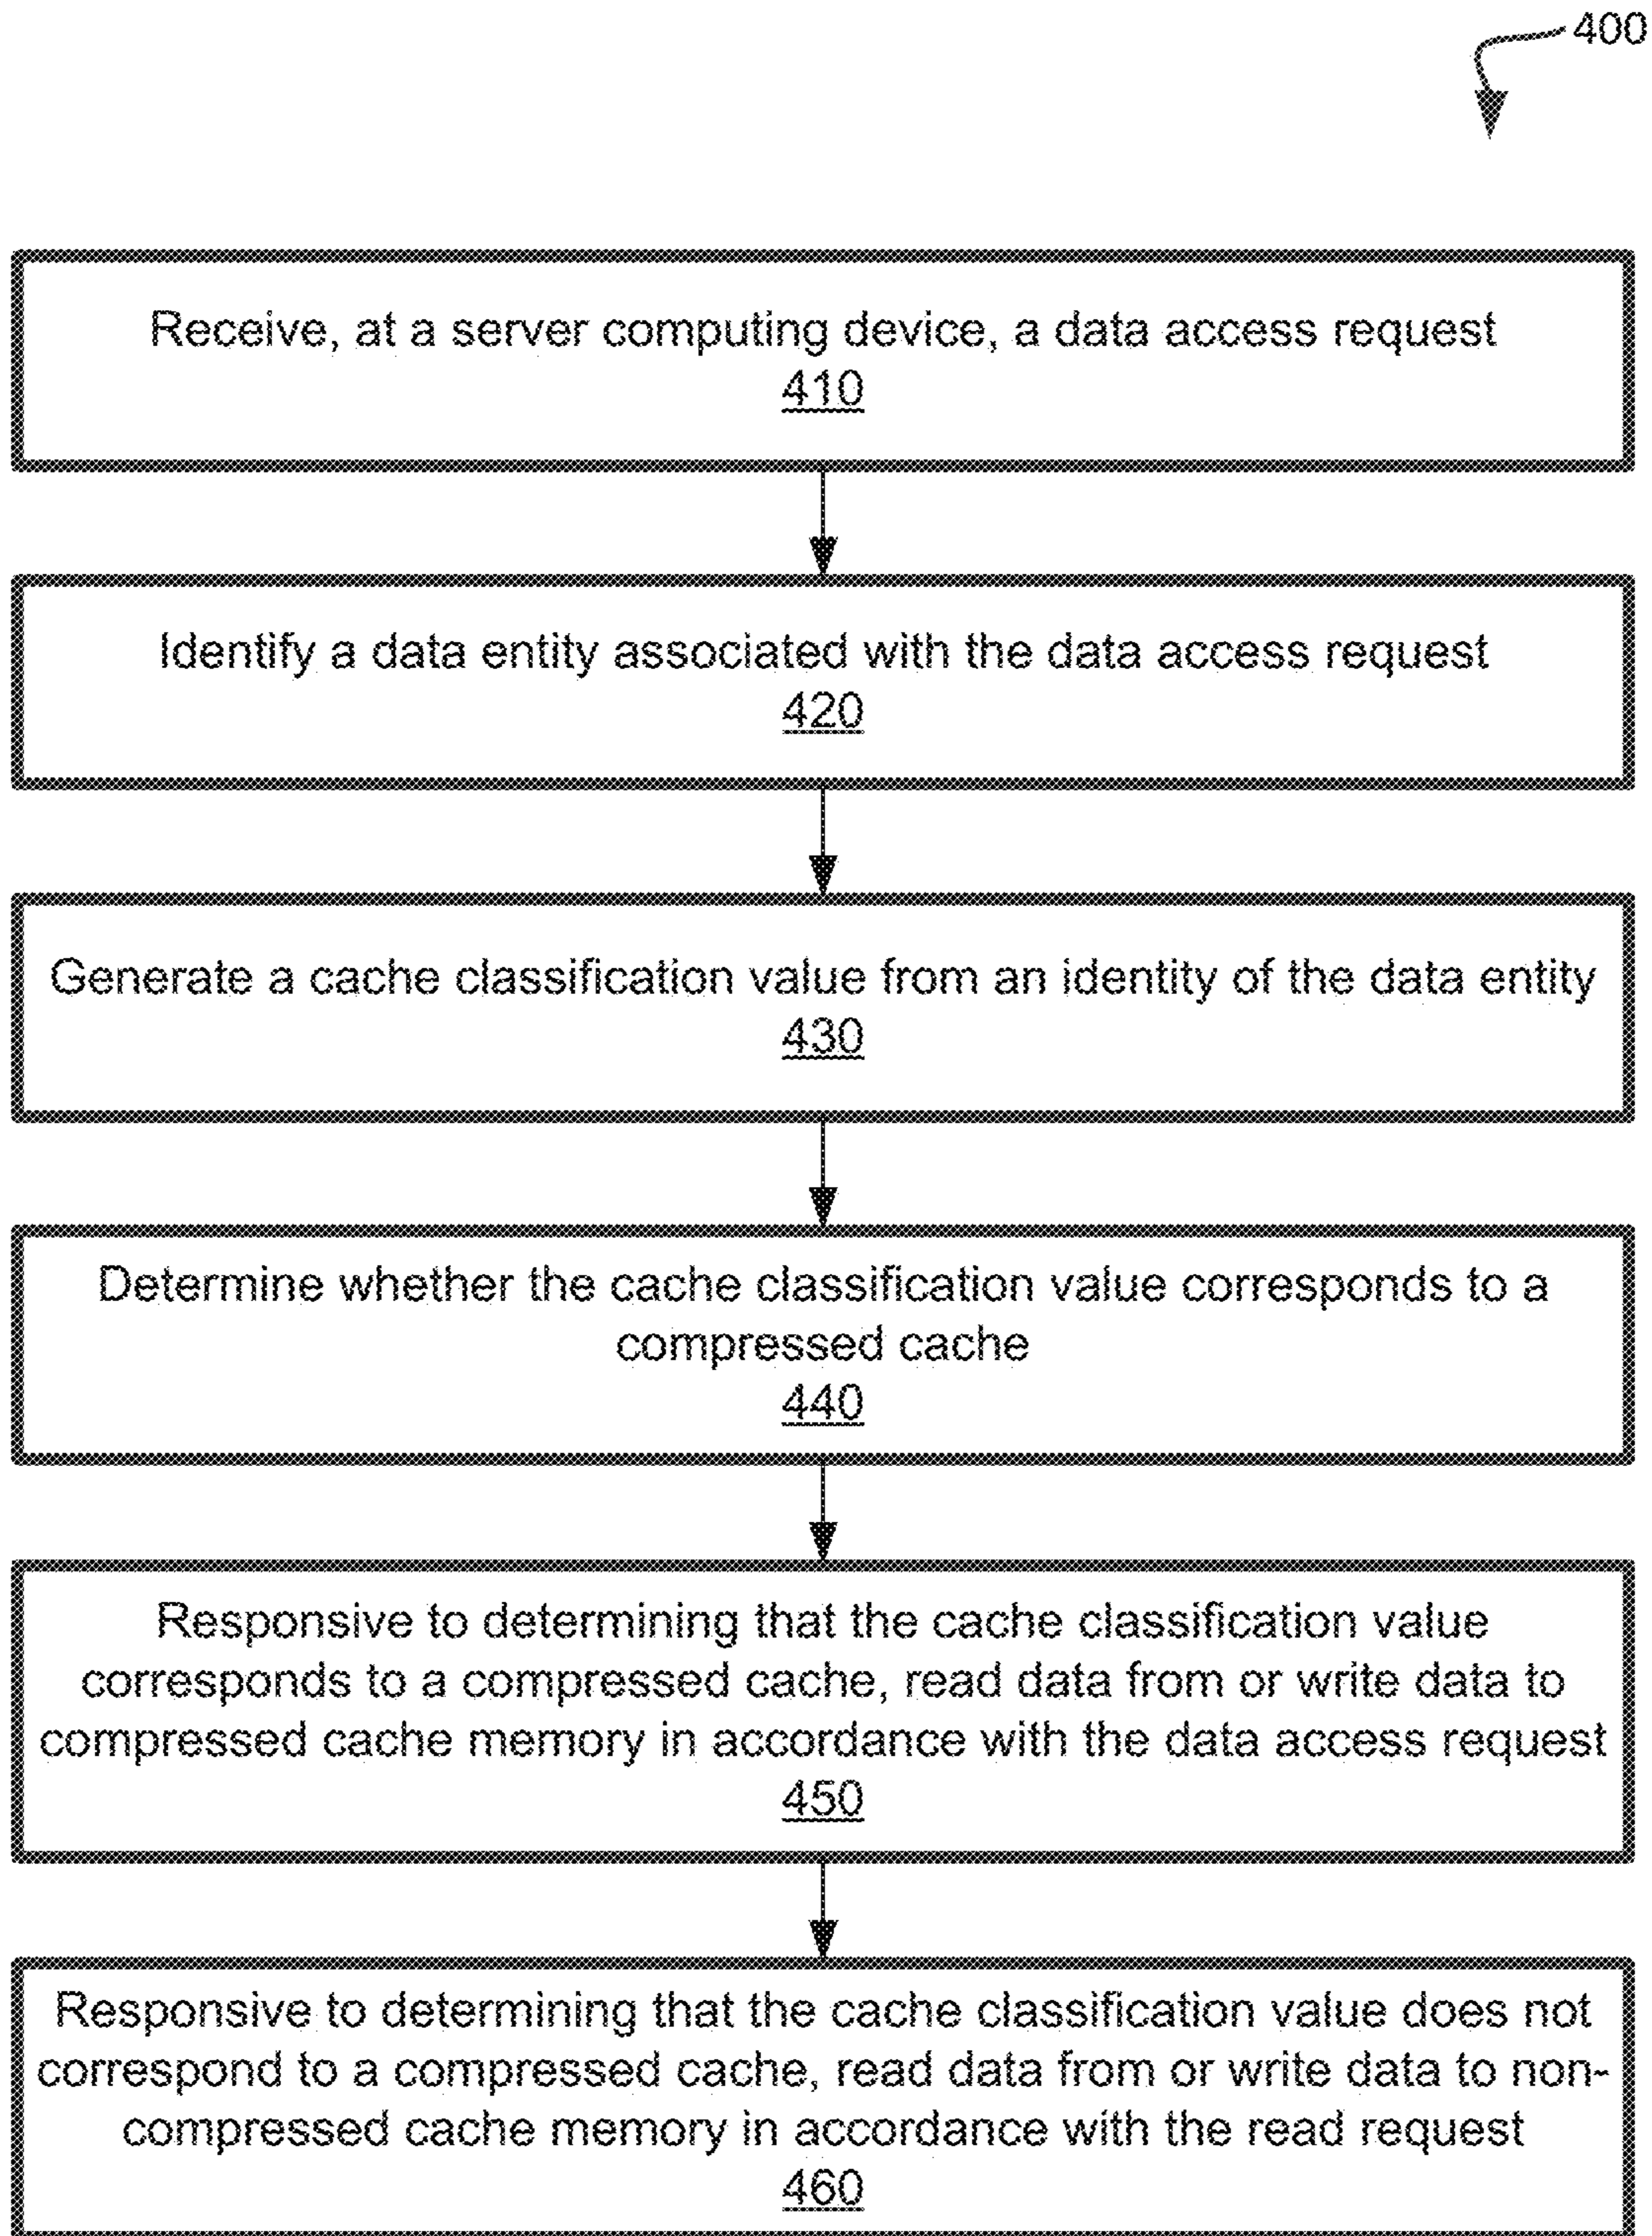 400
Receive, at a server computing device, a data access request
410
Identify a data entity associated with the data access request
420
Generate a cache classification value from an identity of the data entity
430
Determine whether the cache classification value corresponds to a
compressed cache
440
Responsive to determining that the cache classification value
corresponds to a compressed cache, read data from or write data to
compressed cache memory in accordance with the data access request
450
Responsive to determining that the cache classification value does not
correspond to a compressed cache, read data from or write data to non-
compressed cache memory in accordance with the read request
460